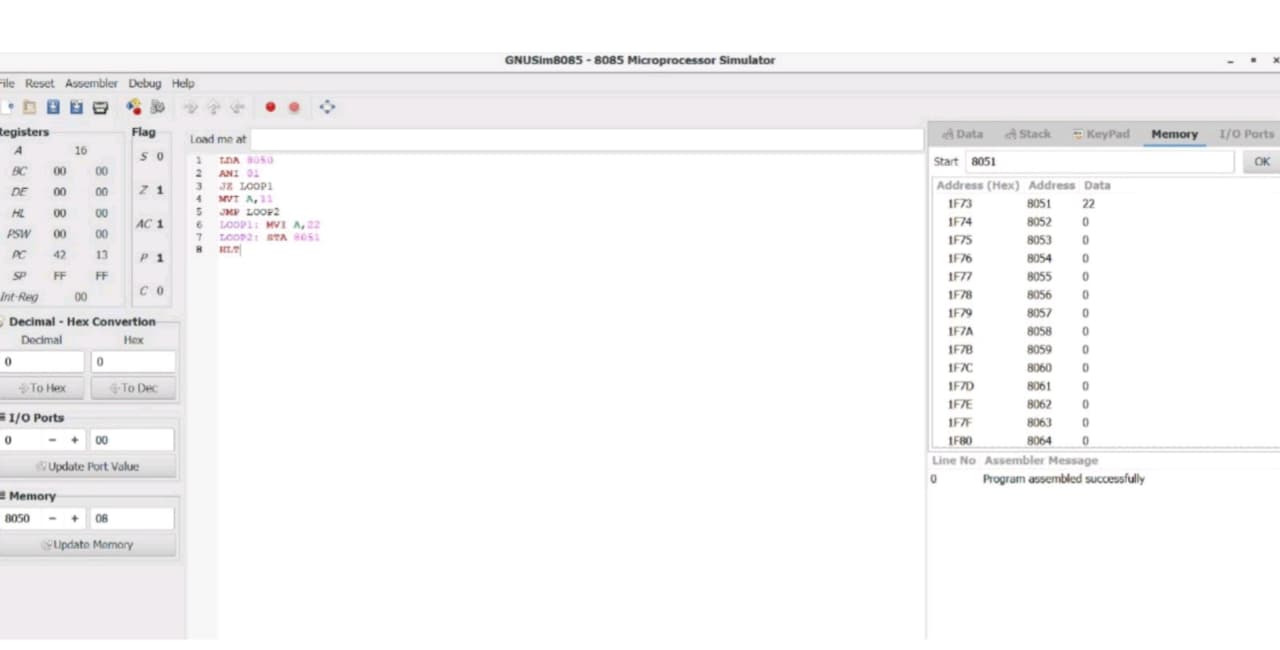 GNUSim8085 - 8085 Microprocessor Simulator
File Reset Assembler Debug Help
Registers
A 16
BC 00 00
DE 00 00
HL 00 00
PSW 00 00
PC 42 13
SP FF FF
Int-Reg 00
Flag
S 0
Z 1
AC 1
P 1
C 0
Decimal - Hex Convertion
Decimal Hex
0 0
To Hex To Dec
I/O Ports
0 - + 00
Update Port Value
Memory
8050 - + 08
Update Memory
Load me at
1 LDA 8050
2 ANI 01
3 JZ LOOP1
4 MVI A,11
5 JMP LOOP2
6 LOOP1: MVI A,22
7 LOOP2: STA 8051
8 HLT
Data Stack KeyPad Memory I/O Ports
Start 8051 OK
Address (Hex) Address Data
1F73 8051 22
1F74 8052 0
1F75 8053 0
1F76 8054 0
1F77 8055 0
1F78 8056 0
1F79 8057 0
1F7A 8058 0
1F7B 8059 0
1F7C 8060 0
1F7D 8061 0
1F7E 8062 0
1F7F 8063 0
1F80 8064 0
Line No Assembler Message
0 Program assembled successfully